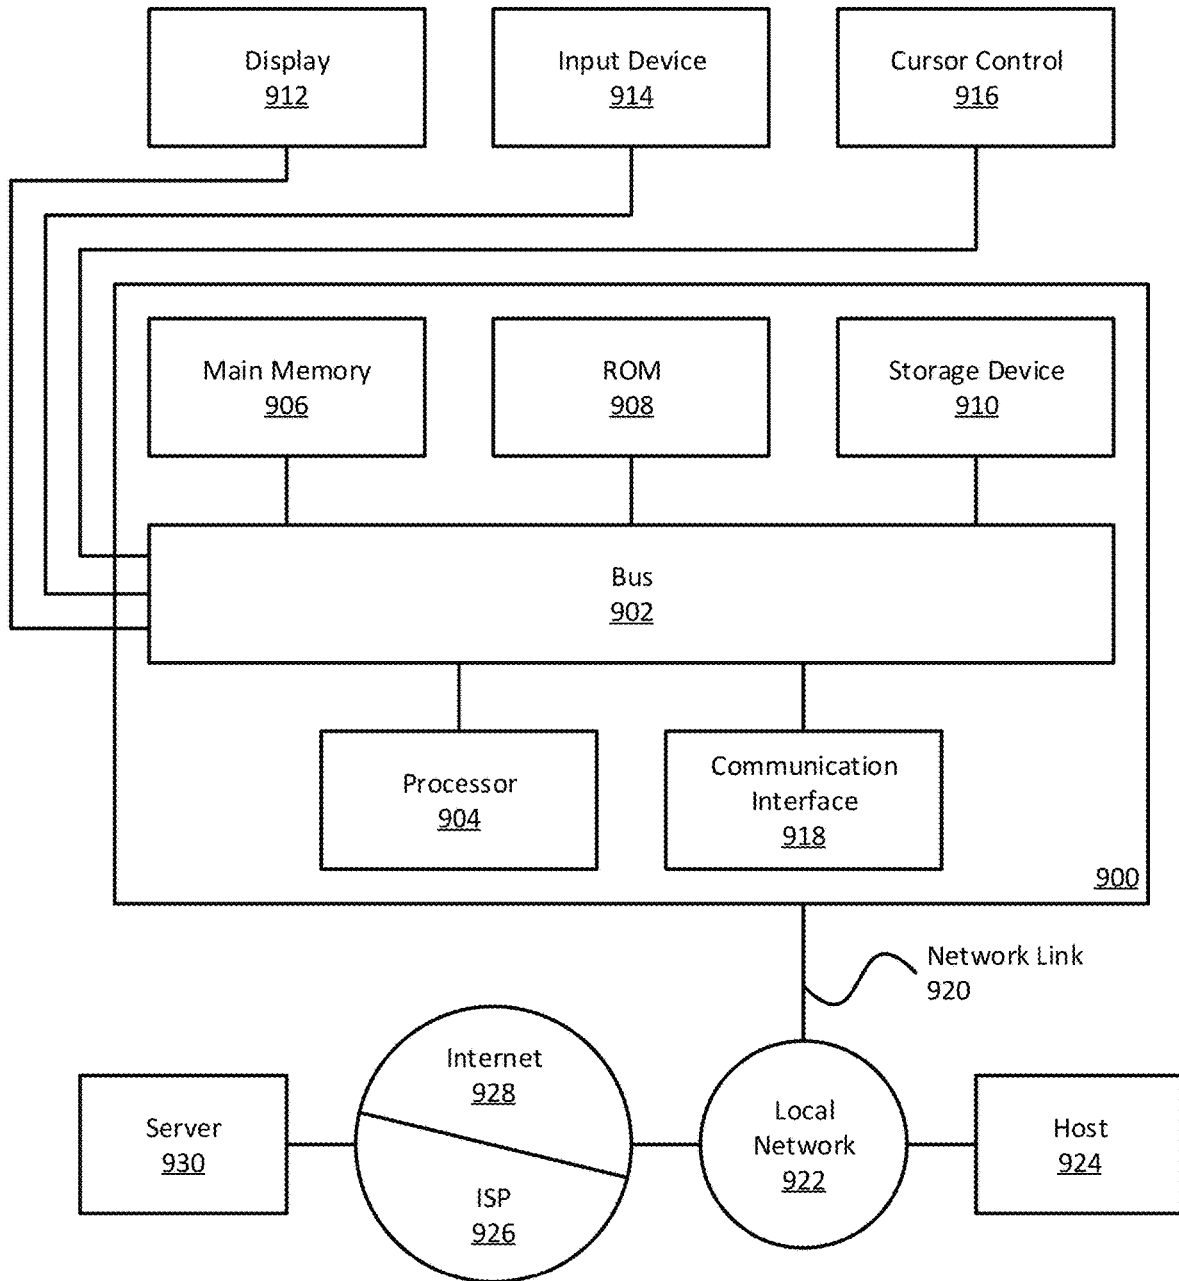 Display
912
Input Device
914
Cursor Control
916
Main Memory
906
ROM
908
Storage Device
910
Bus
902
Processor
904
Communication
Interface
918
900
Network Link
920
Internet
928
ISP
926
Server
930
Local
Network
922
Host
924